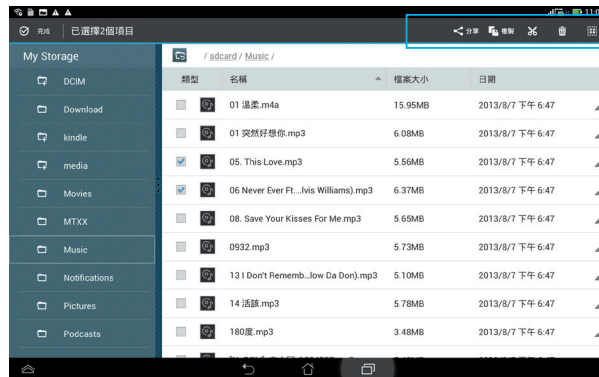 11:0
完成 已選擇2個項目 分享 複製
My Storage
DCIM
Download
kindle
media
Movies
MTXX
Music
Notifications
Pictures
Podcasts
/ sdcard / Music /
類型 名稱 檔案大小 日期
01 溫柔.m4a 15.95MB 2013/8/7 下午 6:47
01 突然好想你.mp3 6.08MB 2013/8/7 下午 6:47
05. This Love.mp3 5.56MB 2013/8/7 下午 6:47
06 Never Ever Ft....lvis Williams).mp3 6.37MB 2013/8/7 下午 6:47
08. Save Your Kisses For Me.mp3 5.65MB 2013/8/7 下午 6:47
0932.mp3 5.73MB 2013/8/7 下午 6:47
13 I Don't Rememb...low Da Don).mp3 5.10MB 2013/8/7 下午 6:47
14 活該.mp3 5.78MB 2013/8/7 下午 6:47
180度.mp3 3.48MB 2013/8/7 下午 6:47